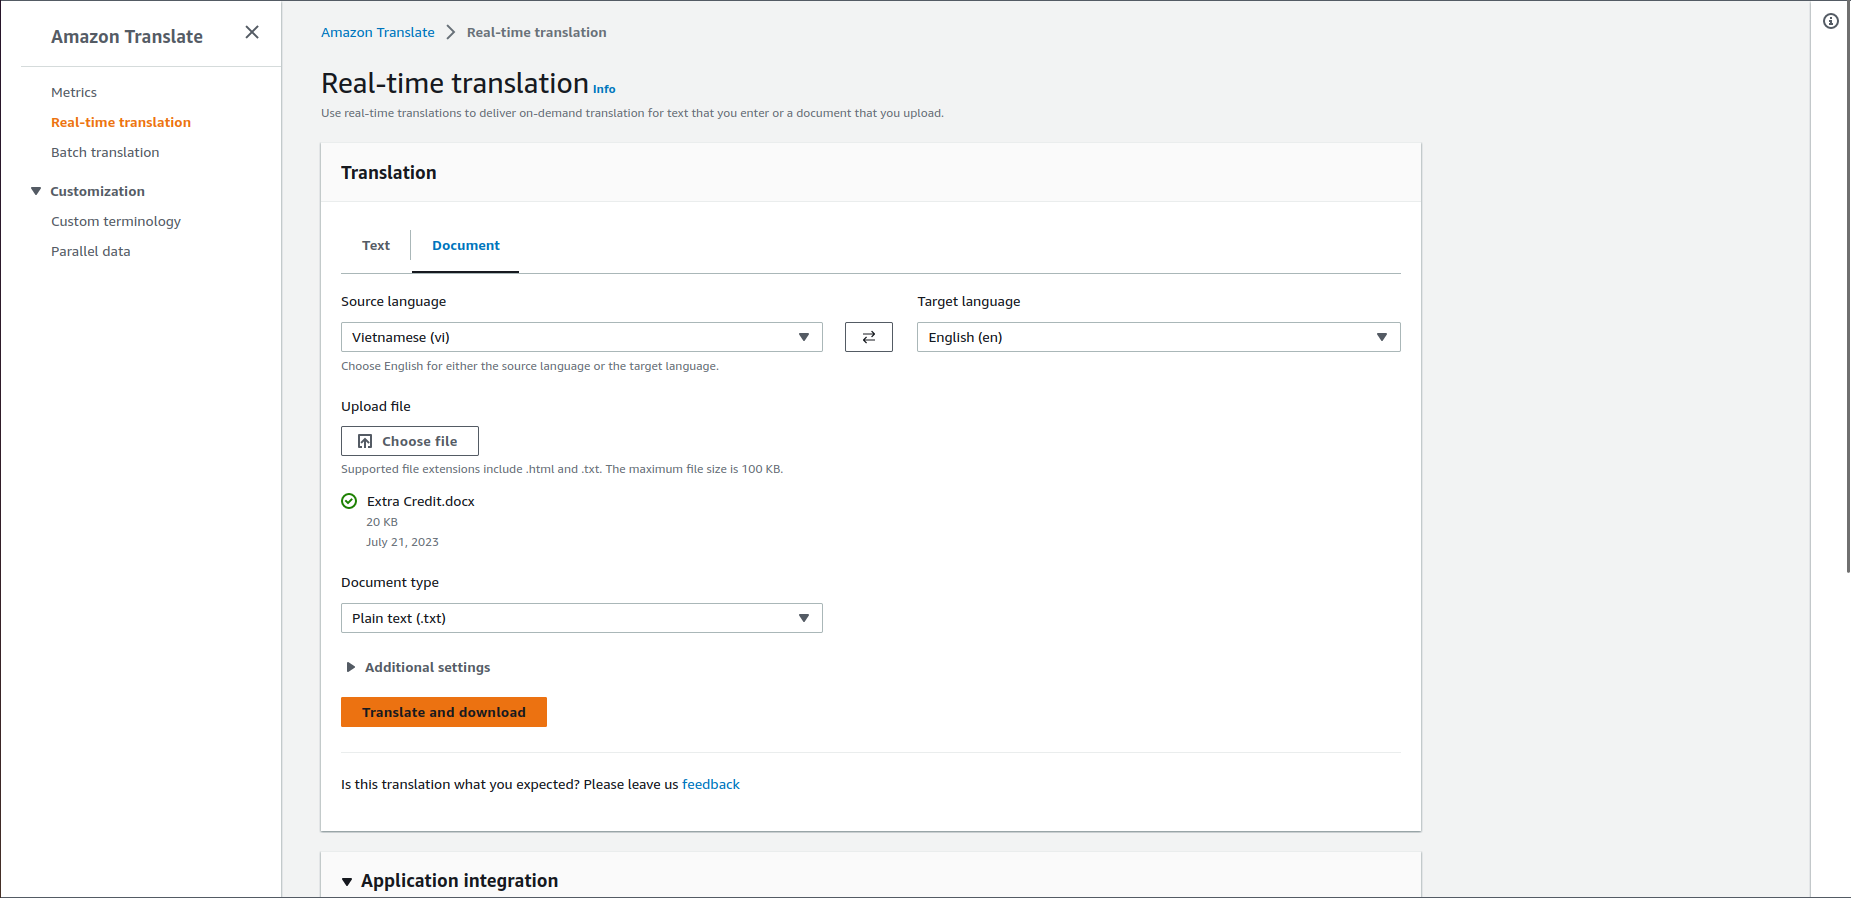 Amazon Translate
Metrics
Real-time translation
Batch translation
Customization
Custom terminology
Parallel data
Amazon Translate
Real-time translation
Real-time translation Info
Use real-time translations to deliver on-demand translation for text that you enter or a document that you upload.
Translation
Text
Document
Source language
Target language
Vietnamese (vi)
English (en)
Choose English for either the source language or the target language.
Upload file
Choose file
Supported file extensions include .html and .txt. The maximum file size is 100 KB.
Extra Credit.docx
20 KB
July 21, 2023
Document type
Plain text (.txt)
Additional settings
Translate and download
Is this translation what you expected? Please leave us feedback
Application integration